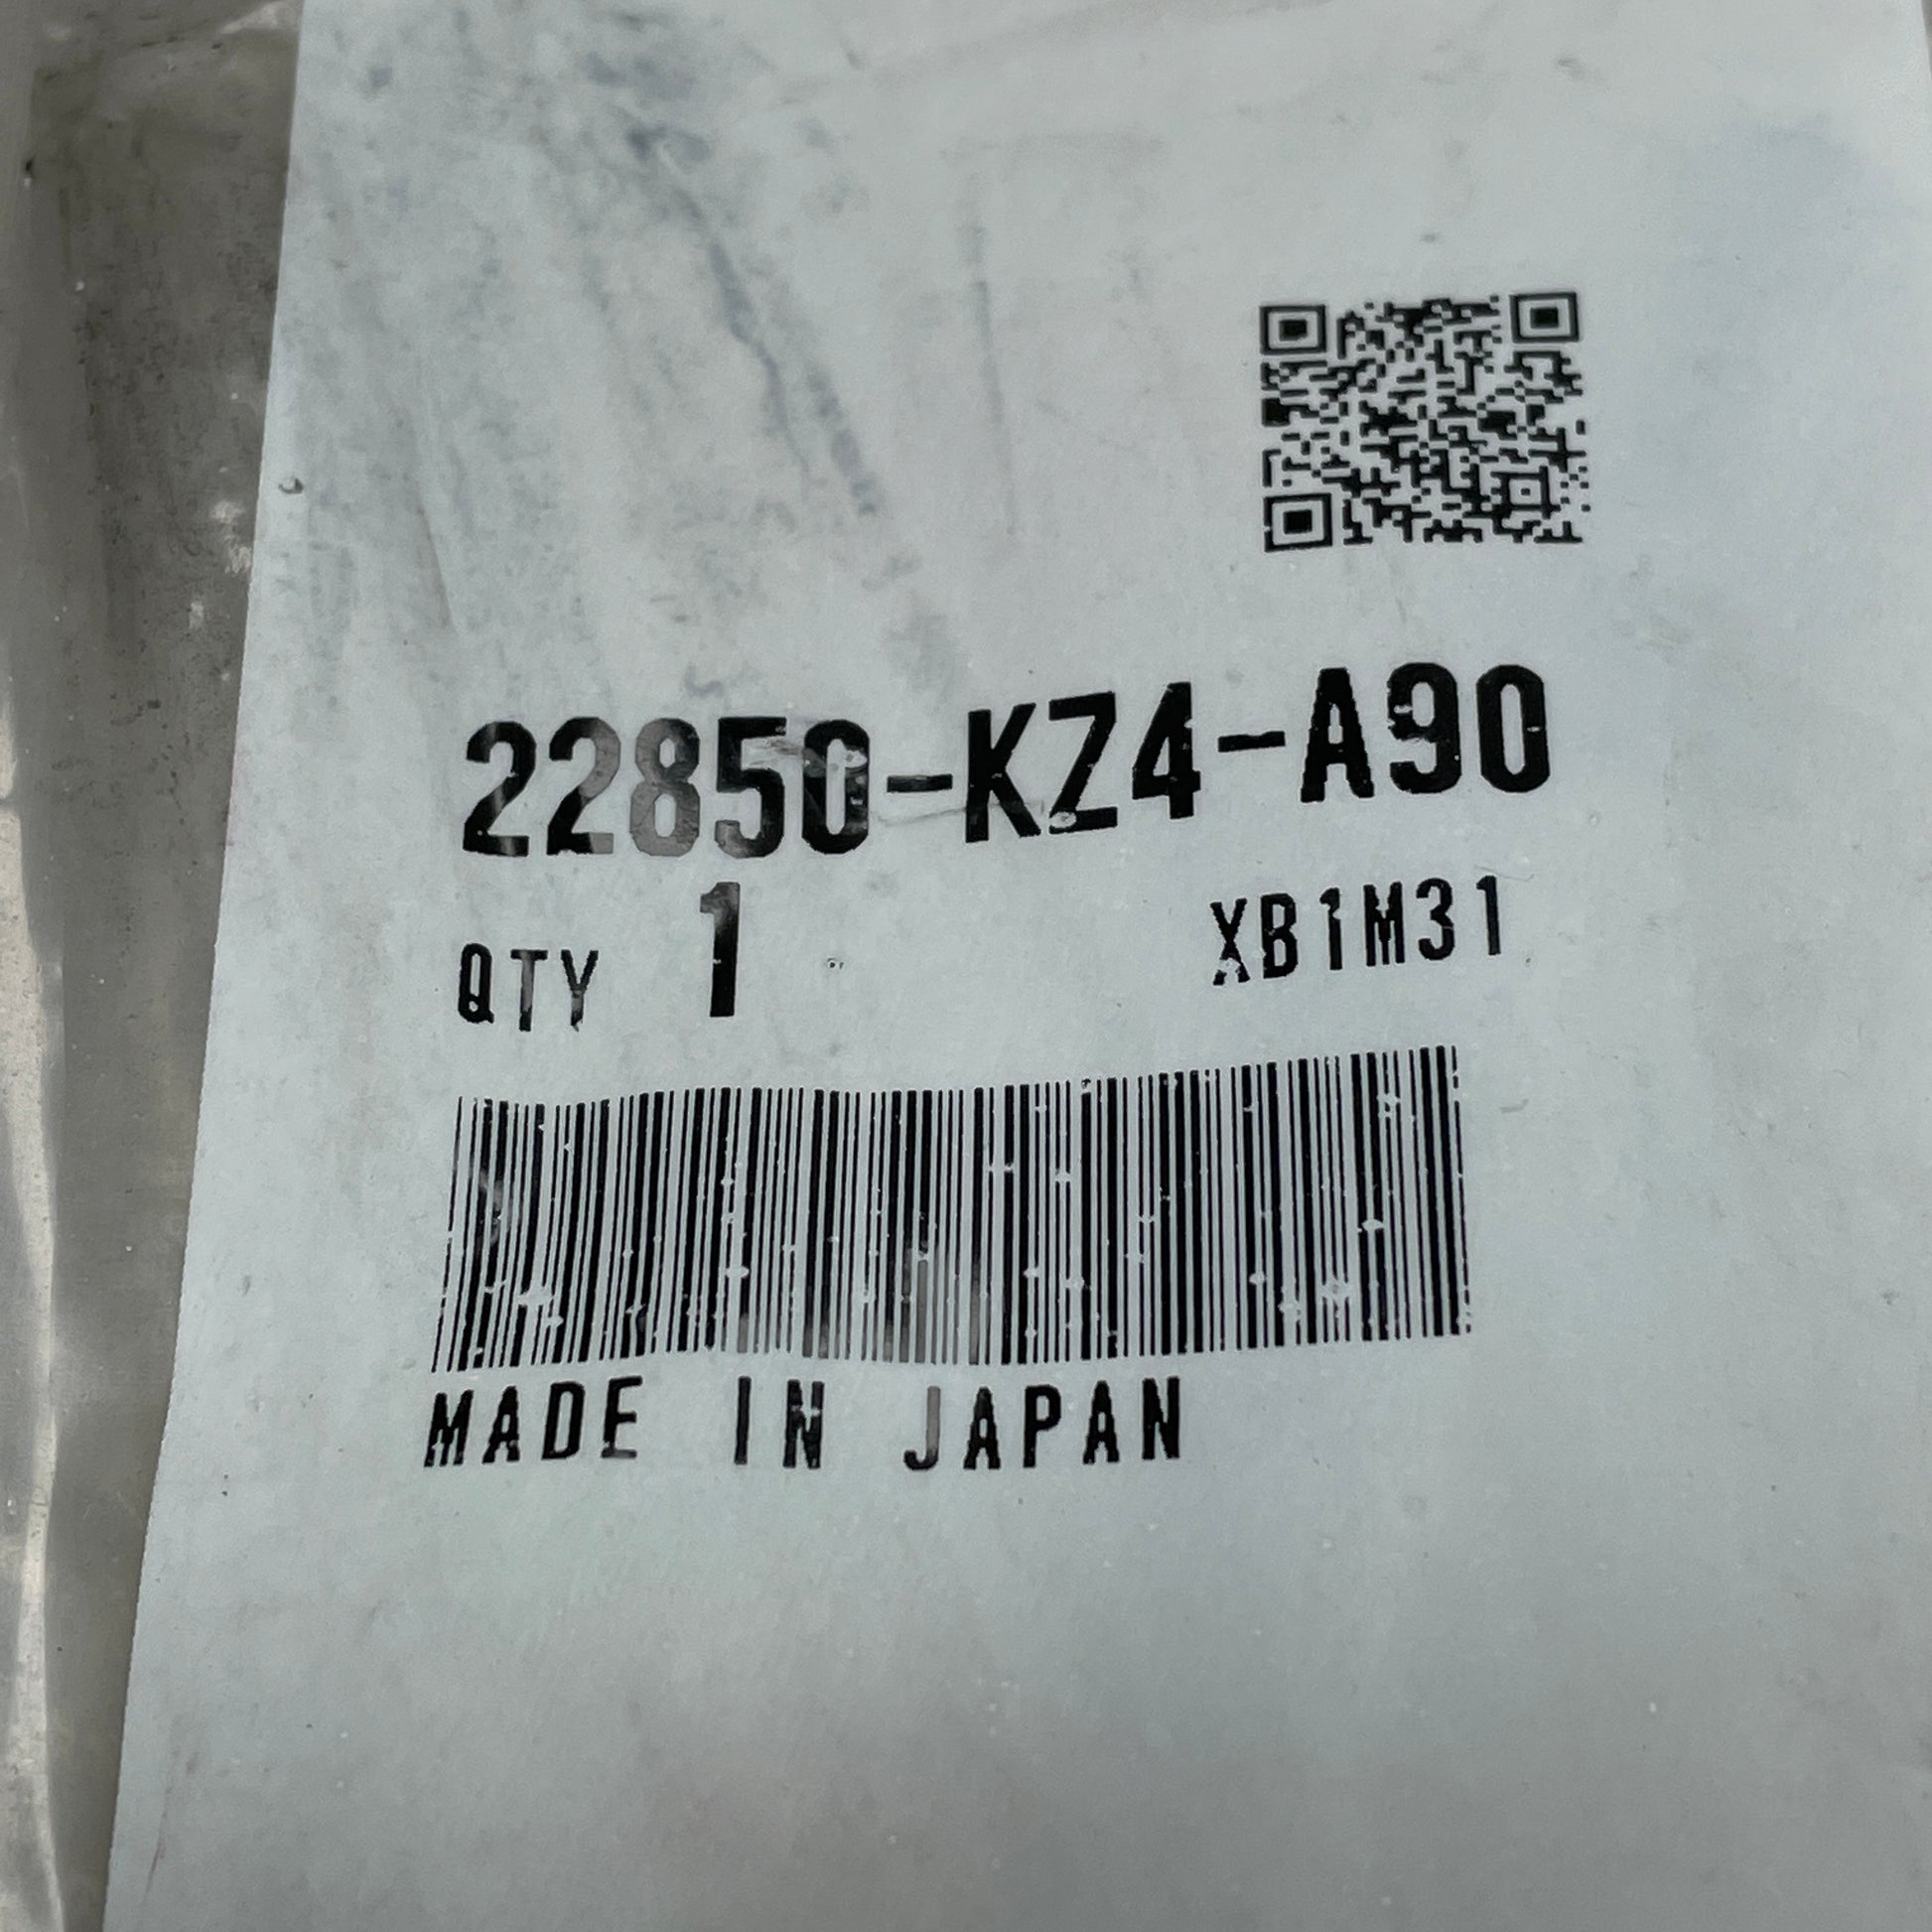 22850-KZ4-A90
QTY 1 XB1M31
MADE IN JAPAN